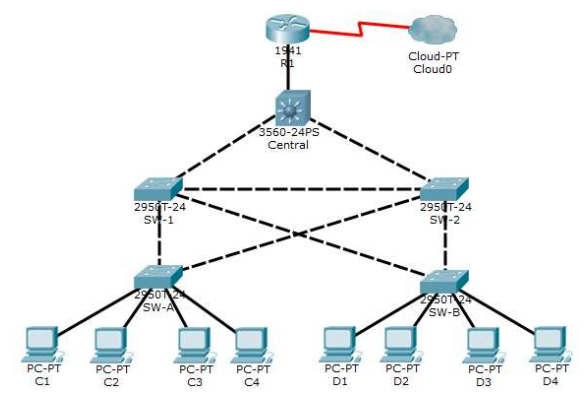 1941
R1
Cloud-PT
Cloud0
3560-24PS
Central
2950T-24
SW-1
2950T-24
SW-2
2950T-24
SW-A
2950T-24
SW-B
PC-PT
C1
PC-PT
C2
PC-PT
C3
PC-PT
C4
PC-PT
D1
PC-PT
D2
PC-PT
D3
PC-PT
D4